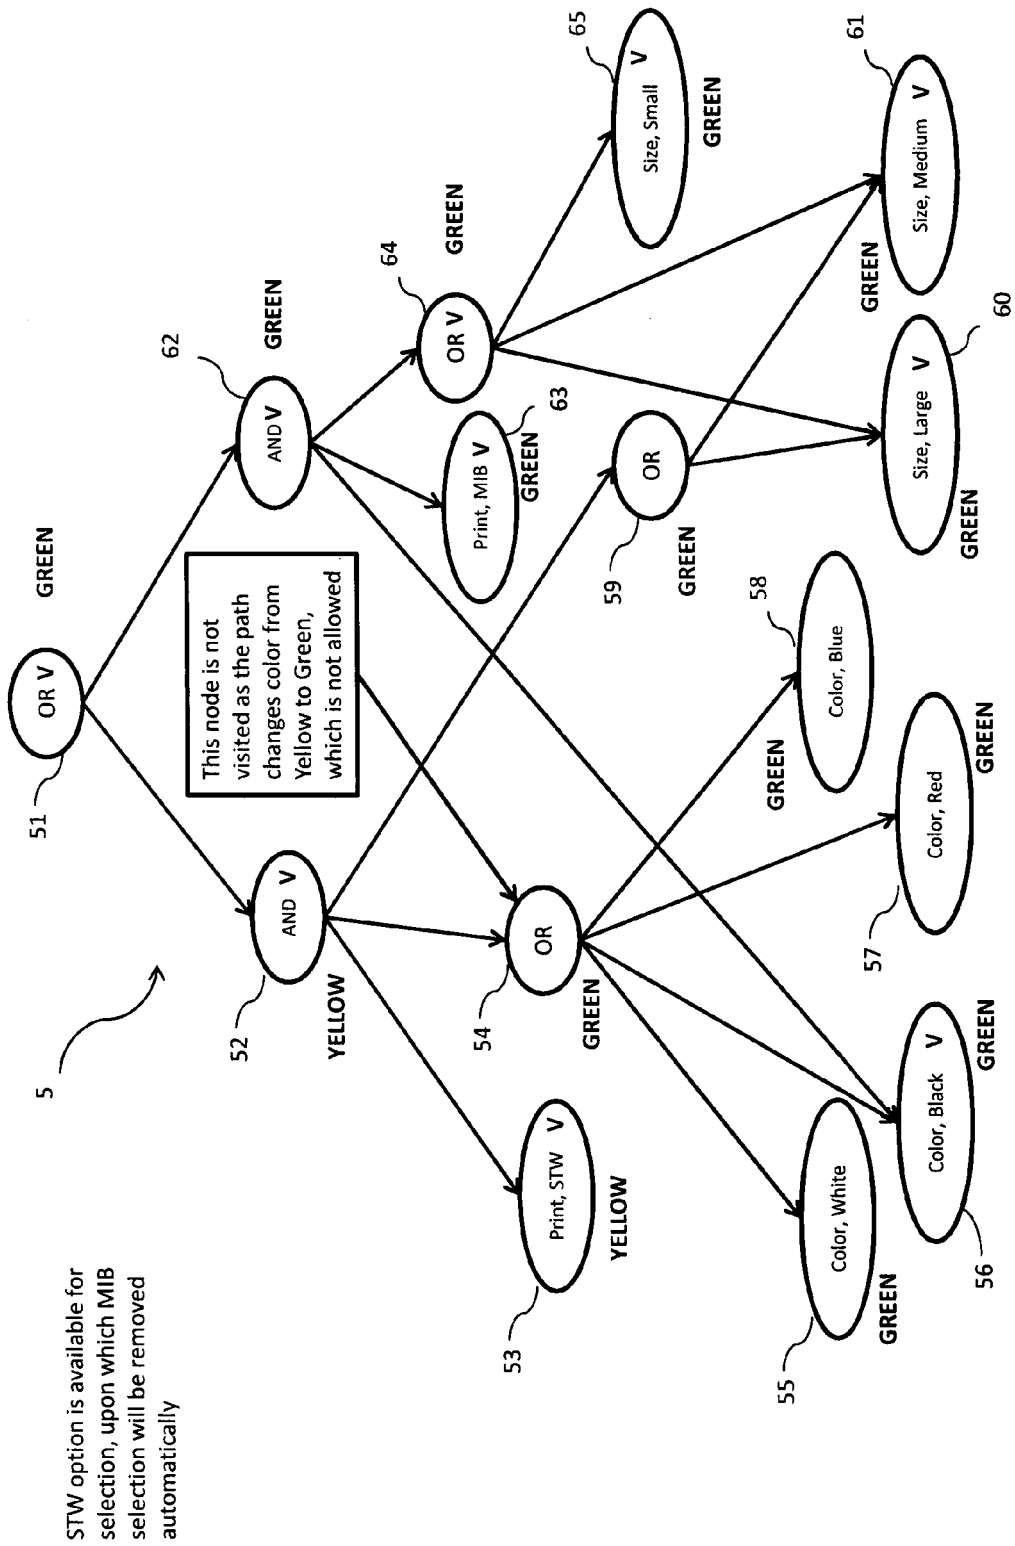 STW option is available for
selection, upon which MIB
selection will be removed
automatically
5
51
OR V
GREEN
52
AND V
YELLOW
This node is not
visited as the path
changes color from
Yellow to Green,
which is not allowed
62
AND V
GREEN
53
Print, STW V
YELLOW
54
OR
GREEN
Print, MIB V
63
GREEN
64
OR V
GREEN
59
OR
GREEN
65
Size, Small V
GREEN
55
Color, White
GREEN
56
Color, Black V
GREEN
57
Color, Red
GREEN
58
Color, Blue
GREEN
60
Size, Large V
GREEN
61
Size, Medium V
GREEN